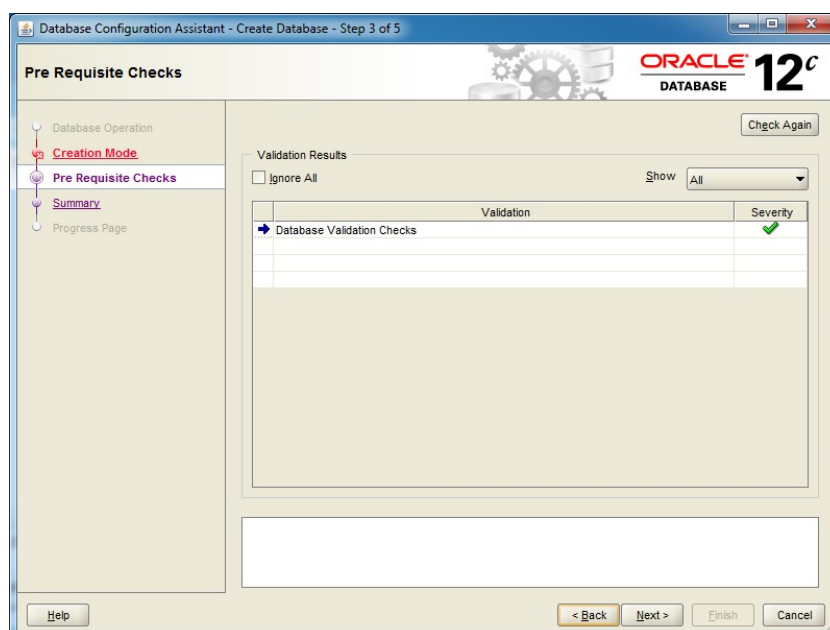 Database Configuration Assistant - Create Database - Step 3 of 5
Pre Requisite Checks
ORACLE
DATABASE
12c
Database Operation
Creation Mode
Pre Requisite Checks
Summary
Progress Page
Check Again
Validation Results
Ignore All
Show All
Validation Severity
Database Validation Checks
Help < Back Next > Finish Cancel